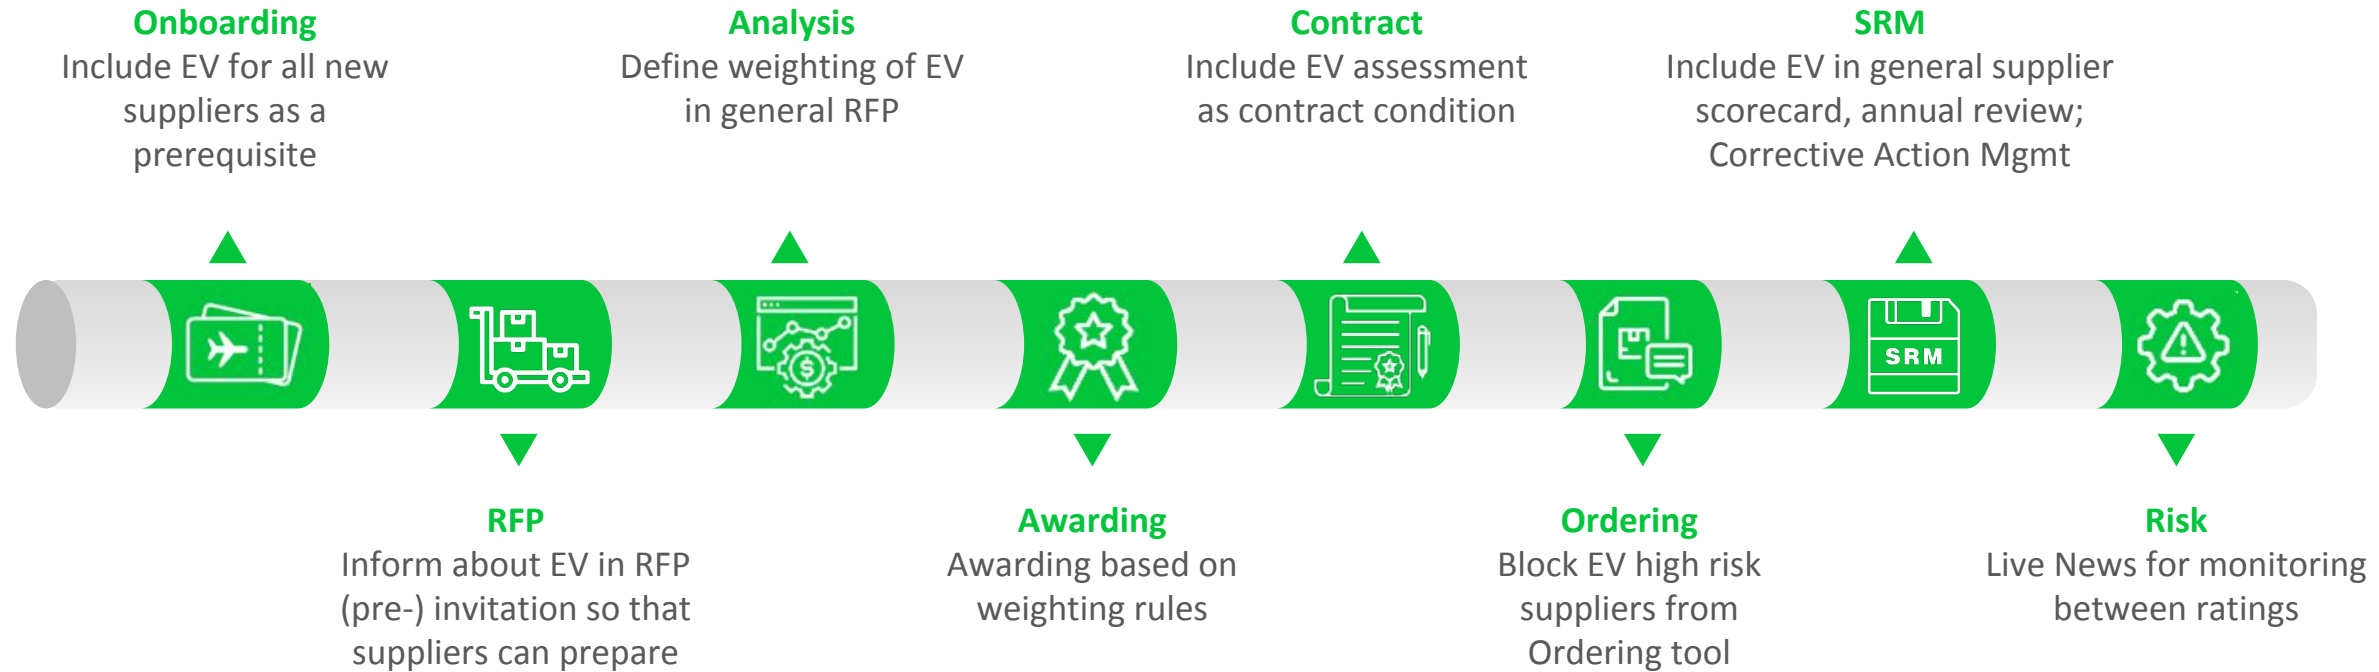 Onboarding
Include EV for all new
suppliers as a
prerequisite
Analysis
Define weighting of EV
in general RFP
Contract
Include EV assessment
as contract condition
SRM
Include EV in general supplier
scorecard, annual review;
Corrective Action Mgmt
$
SRM
RFP
Inform about EV in RFP
(pre-) invitation so that
suppliers can prepare
Awarding
Awarding based on
weighting rules
Ordering
Block EV high risk
suppliers from
Ordering tool
Risk
Live News for monitoring
between ratings